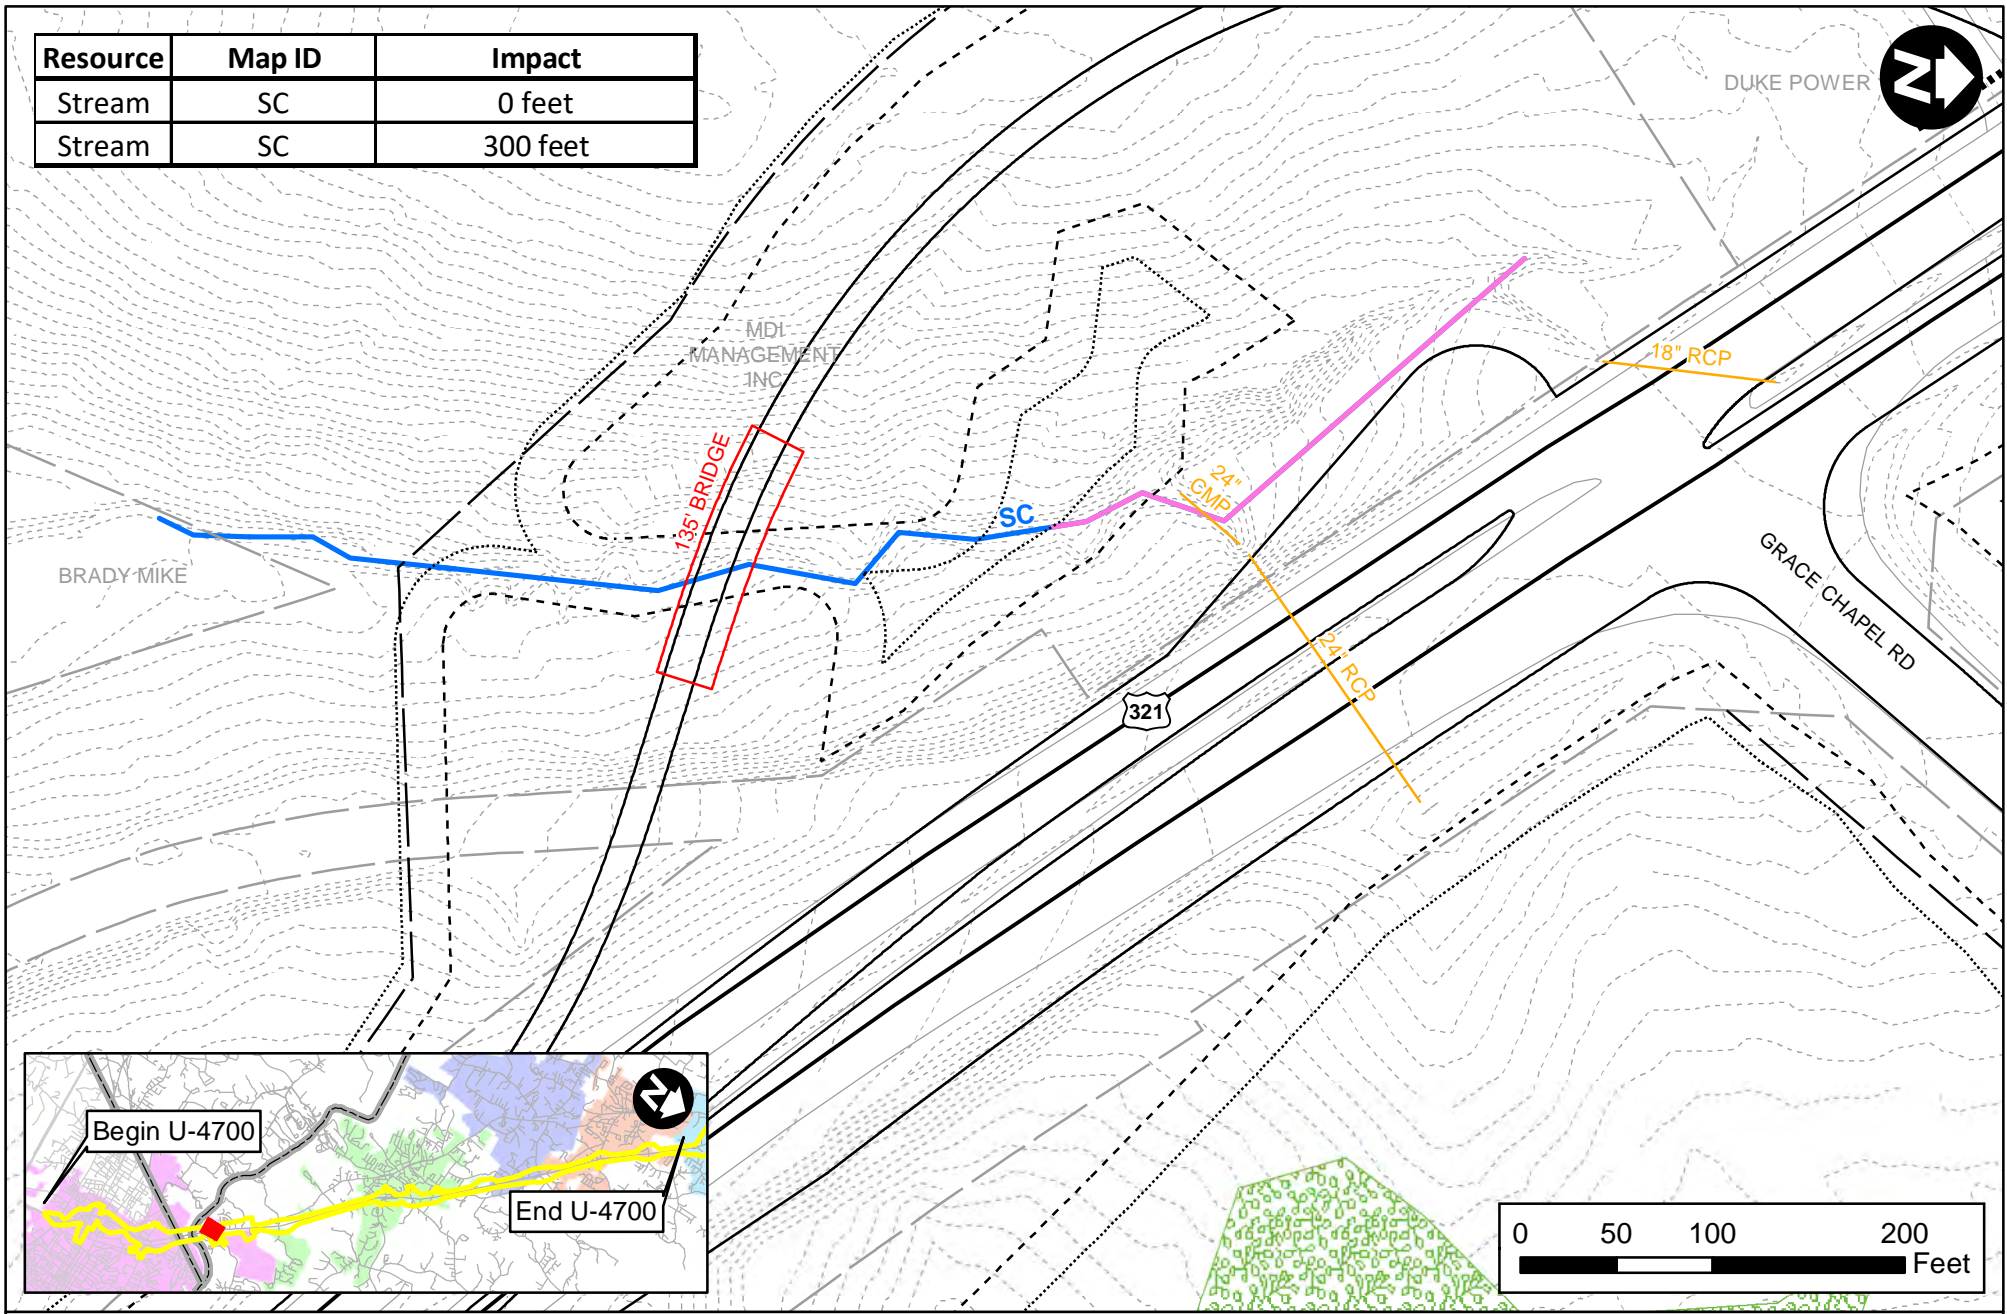 Resource Map ID Impact
Stream SC 0 feet
Stream SC 300 feet
N
DUKE POWER
MDI
MANAGEMENT
INC
18" RCP
135' BRIDGE
24"
CMP
SC
BRADY MIKE
GRACE CHAPEL RD
24" RCP
321
N
Begin U-4700
End U-4700
0 50 100 200
Feet